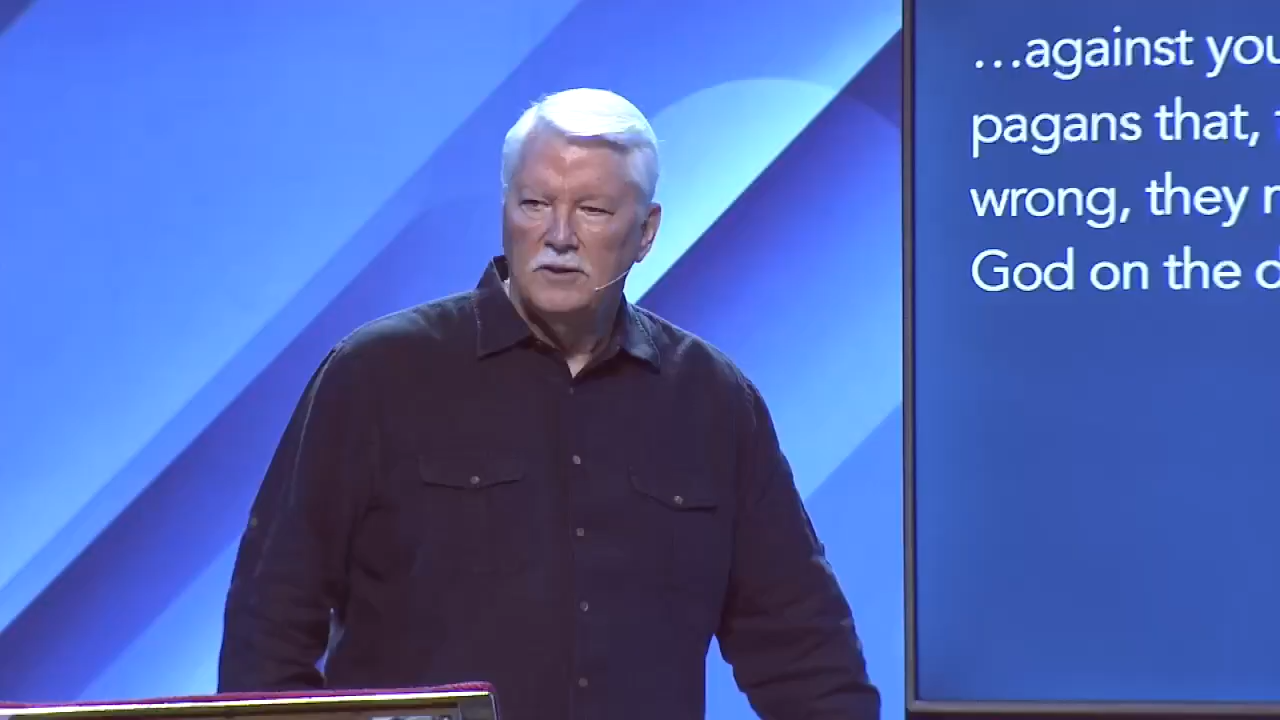 …against you
pagans that,
wrong, they
God on the